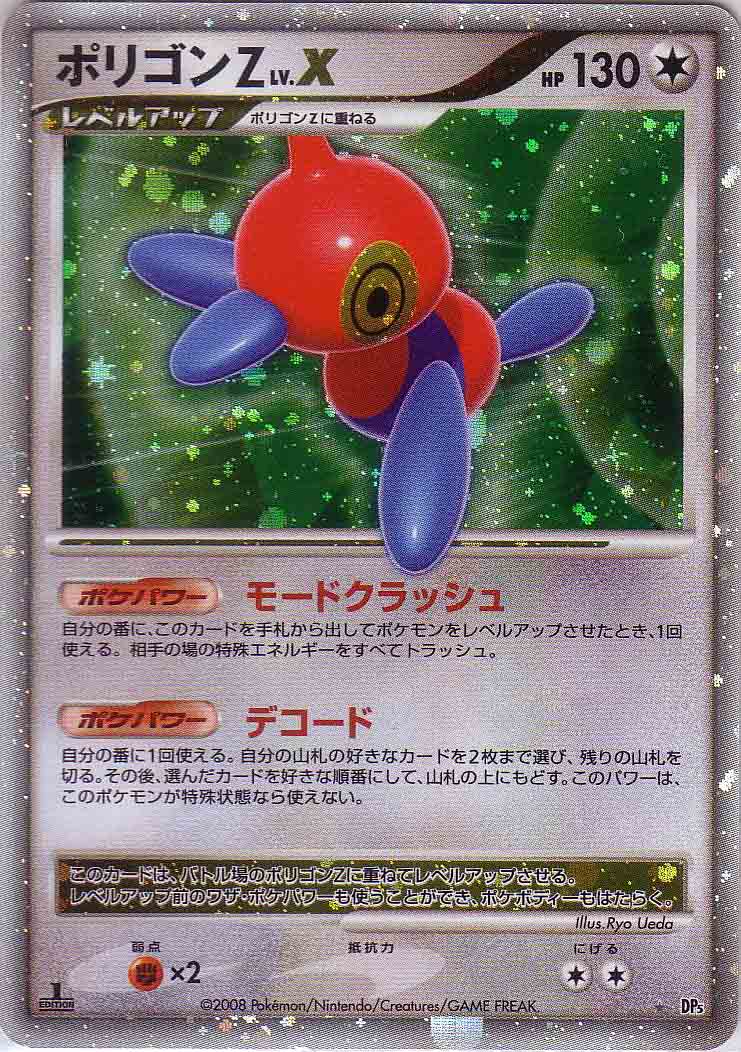 ポリゴンZ LV.X HP 130
レベルアップ ポリゴンZに重ねる
ポケパワー モードクラッシュ
自分の番に、このカードを手札から出してポケモンをレベルアップさせたとき、1回
使える。相手の場の特殊エネルギーをすべてトラッシュ。
ポケパワー デコード
自分の番に1回使える。自分の山札の好きなカードを2枚まで選び、残りの山札を
切る。その後、選んだカードを好きな順番にして、山札の上にもどす。このパワーは、
このポケモンが特殊状態なら使えない。
このカードは、バトル場のポリゴンZに重ねてレベルアップさせる。
レベルアップ前のワザ・ポケパワーも使うことができ、ポケボディーもはたらく。
Illus.Ryo Ueda
弱点 抵抗力 にげる
×2
1 EDITION ©2008 Pokémon/Nintendo/Creatures/GAME FREAK. DP5